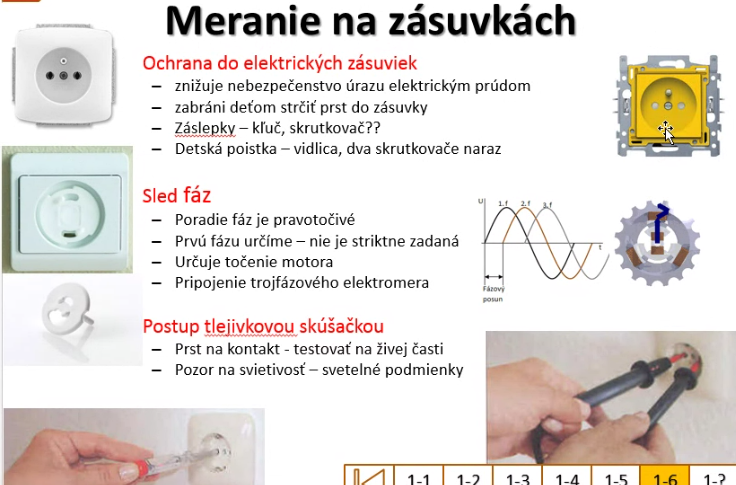 Meranie na zásuvkách
Ochrana do elektrických zásuviek
– znižuje nebezpečenstvo úrazu elektrickým prúdom
– zabráni deťom strčiť prst do zásuvky
– Záslepky – kľuč, skrutkovač??
– Detská poistka – vidlica, dva skrutkovače naraz
Sled fáz
– Poradie fáz je pravotočivé
– Prvú fázu určíme – nie je striktne zadaná
– Určuje točenie motora
– Pripojenie trojfázového elektromera
U
1. f 2. f 3. f
t
Fázový
posun
Postup tlejivkovou skúšačkou
– Prst na kontakt - testovať na živej časti
– Pozor na svietivosť – svetelné podmienky
1-1 1-2 1-3 1-4 1-5 1-6 1-?